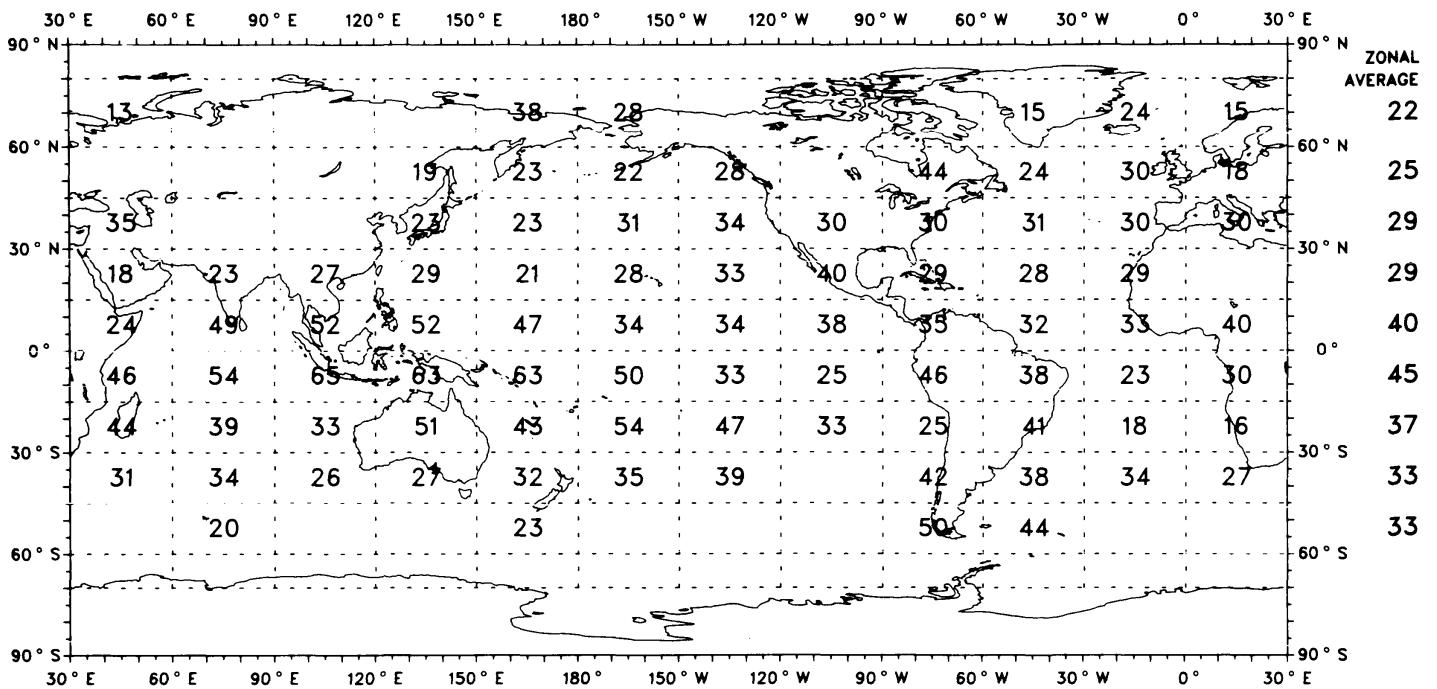 30° E 60° E 90° E 120° E 150° E 180° 150° W 120° W 90° W 60° W 30° W 0° 30° E
90° N 90° N
ZONAL
AVERAGE
13 38 28 15 24 15 22
60° N 60° N
19 23 22 28 44 24 30 18 25
35 23 23 31 34 30 30 31 30 30 29
30° N 30° N
18 23 27 29 21 28 33 40 29 28 29 29
24 49 52 52 47 34 34 38 35 32 33 40 40
0° 0°
46 54 65 63 63 50 33 25 46 38 23 30 45
44 39 33 51 43 54 47 33 25 41 18 16 37
30° S 30° S
31 34 26 27 32 35 39 42 38 34 27 33
20 23 50 44 33
60° S 60° S
90° S 90° S
30° E 60° E 90° E 120° E 150° E 180° 150° W 120° W 90° W 60° W 30° W 0° 30° E